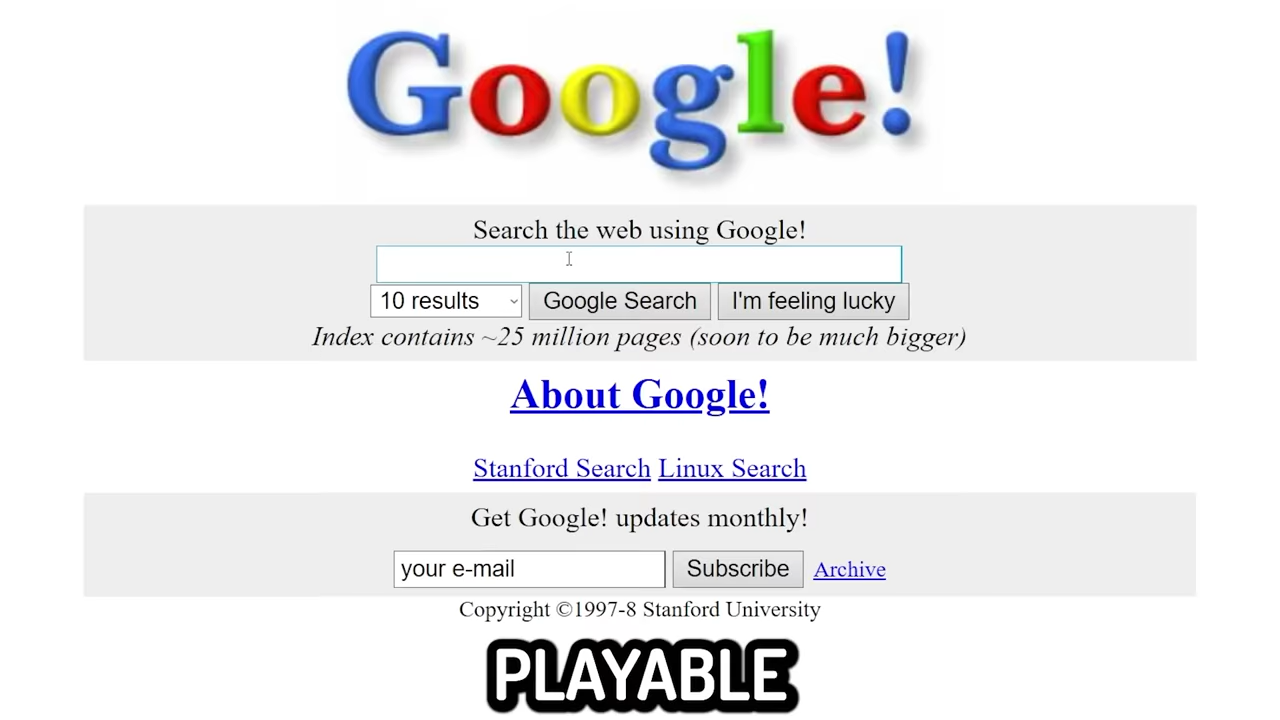 Google!
Search the web using Google!
10 results Google Search I'm feeling lucky
Index contains ~25 million pages (soon to be much bigger)
About Google!
Stanford Search Linux Search
Get Google! updates monthly!
your e-mail Subscribe Archive
Copyright ©1997-8 Stanford University
PLAYABLE